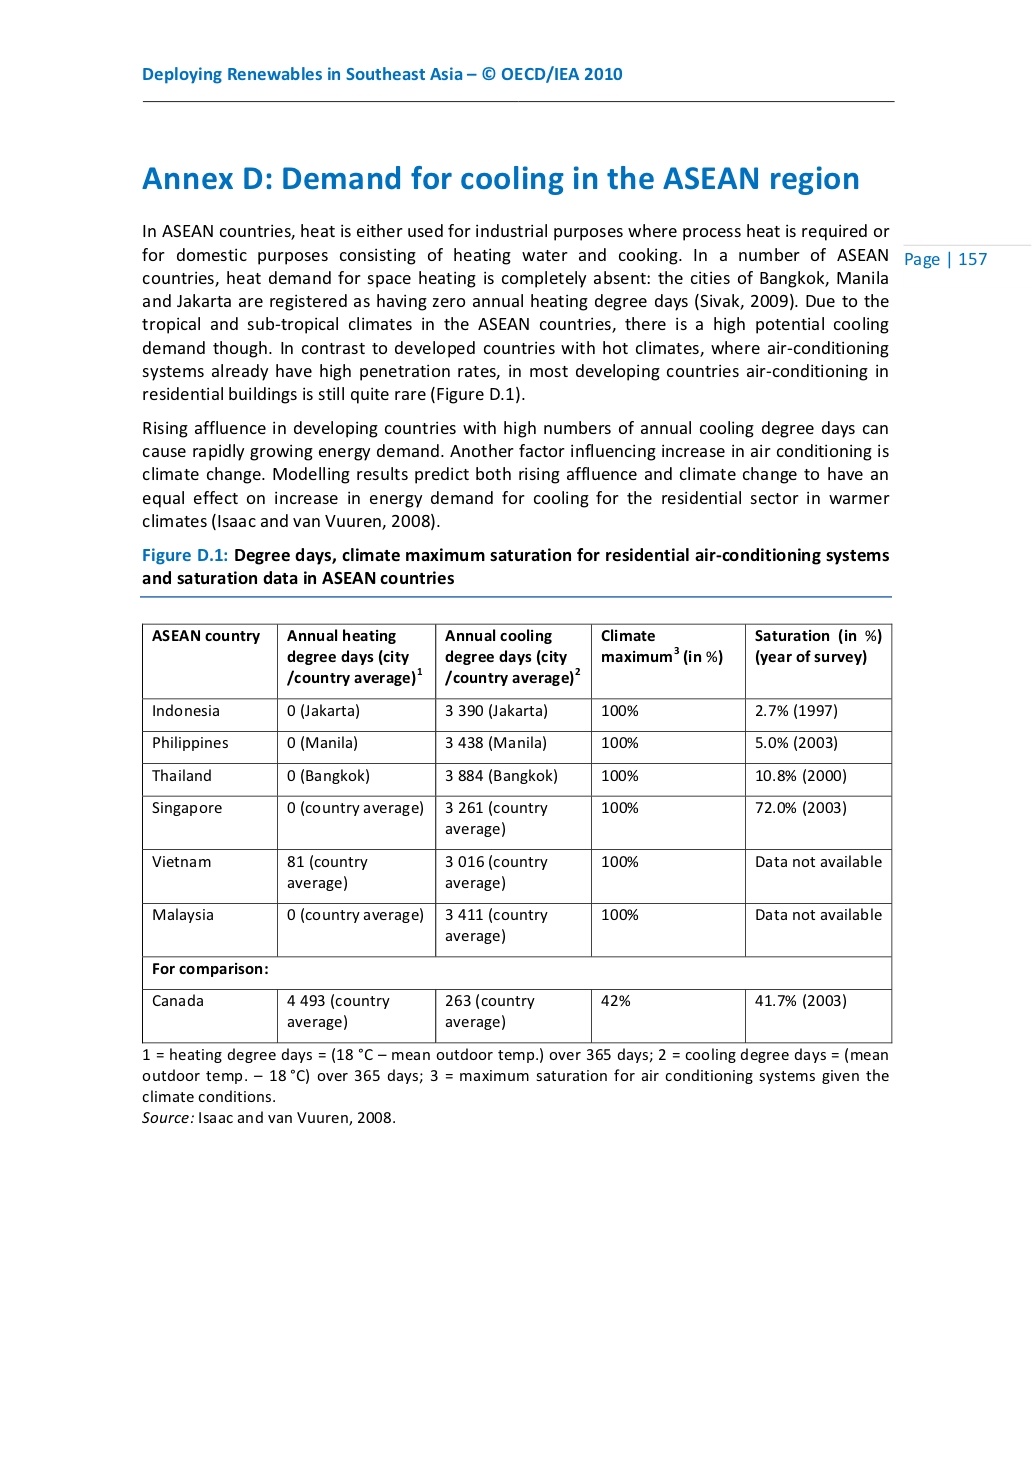 Deploying Renewables in Southeast Asia – © OECD/IEA 2010
Annex D: Demand for cooling in the ASEAN region
In ASEAN countries, heat is either used for industrial purposes where process heat is required or
for domestic purposes consisting of heating water and cooking. In a number of ASEAN
Page | 157
countries, heat demand for space heating is completely absent: the cities of Bangkok, Manila
and Jakarta are registered as having zero annual heating degree days (Sivak, 2009). Due to the
tropical and sub-tropical climates in the ASEAN countries, there is a high potential cooling
demand though. In contrast to developed countries with hot climates, where air-conditioning
systems already have high penetration rates, in most developing countries air-conditioning in
residential buildings is still quite rare (Figure D.1).
Rising affluence in developing countries with high numbers of annual cooling degree days can
cause rapidly growing energy demand. Another factor influencing increase in air conditioning is
climate change. Modelling results predict both rising affluence and climate change to have an
equal effect on increase in energy demand for cooling for the residential sector in warmer
climates (Isaac and van Vuuren, 2008).
Figure D.1: Degree days, climate maximum saturation for residential air-conditioning systems
and saturation data in ASEAN countries
ASEAN country Annual heating Annual cooling Climate Saturation (in %)
degree days (city degree days (city maximum³ (in %) (year of survey)
/country average)¹ /country average)²
Indonesia 0 (Jakarta) 3 390 (Jakarta) 100% 2.7% (1997)
Philippines 0 (Manila) 3 438 (Manila) 100% 5.0% (2003)
Thailand 0 (Bangkok) 3 884 (Bangkok) 100% 10.8% (2000)
Singapore 0 (country average) 3 261 (country 100% 72.0% (2003)
average)
Vietnam 81 (country 3 016 (country 100% Data not available
average) average)
Malaysia 0 (country average) 3 411 (country 100% Data not available
average)
For comparison:
Canada 4 493 (country 263 (country 42% 41.7% (2003)
average) average)
1 = heating degree days = (18 °C – mean outdoor temp.) over 365 days; 2 = cooling degree days = (mean
outdoor temp. – 18 °C) over 365 days; 3 = maximum saturation for air conditioning systems given the
climate conditions.
Source: Isaac and van Vuuren, 2008.